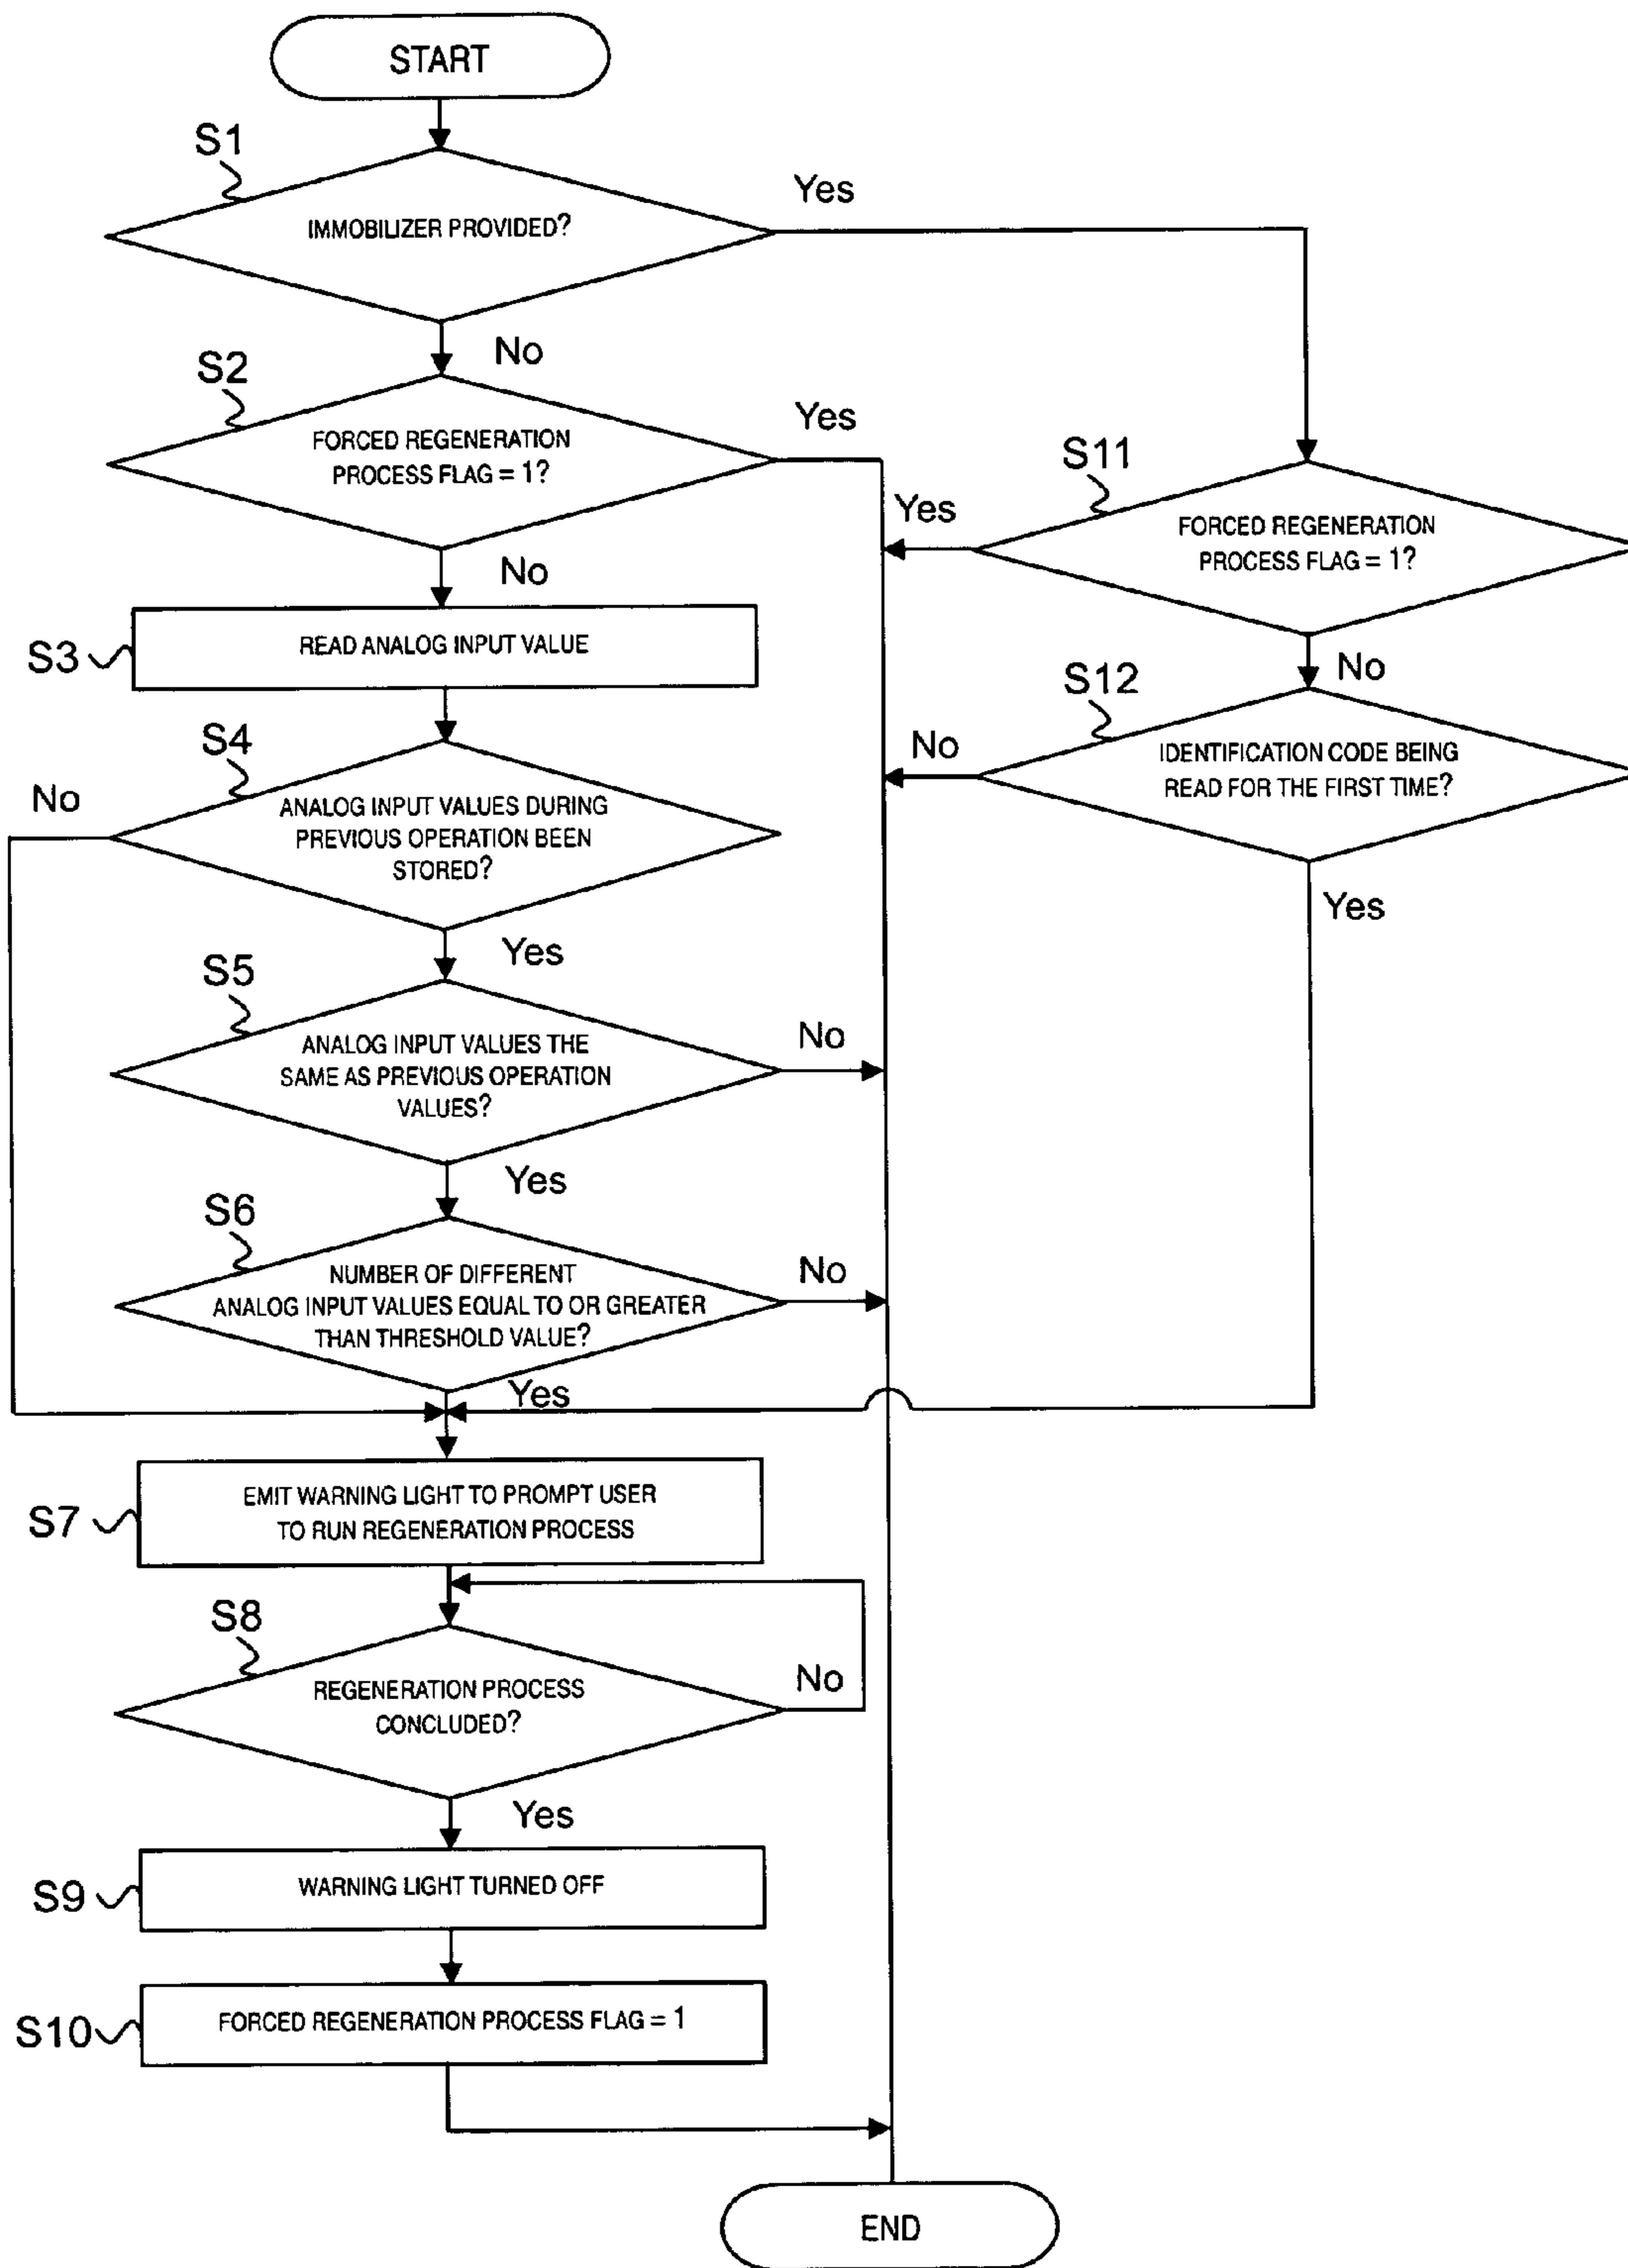 START
S1
IMMOBILIZER PROVIDED?
Yes
No
S2
FORCED REGENERATION
PROCESS FLAG = 1?
Yes
No
S11
FORCED REGENERATION
PROCESS FLAG = 1?
Yes
No
S3
READ ANALOG INPUT VALUE
S12
IDENTIFICATION CODE BEING
READ FOR THE FIRST TIME?
No
Yes
S4
ANALOG INPUT VALUES DURING
PREVIOUS OPERATION BEEN
STORED?
No
Yes
S5
ANALOG INPUT VALUES THE
SAME AS PREVIOUS OPERATION
VALUES?
No
Yes
S6
NUMBER OF DIFFERENT
ANALOG INPUT VALUES EQUAL TO OR GREATER
THAN THRESHOLD VALUE?
No
Yes
S7
EMIT WARNING LIGHT TO PROMPT USER
TO RUN REGENERATION PROCESS
S8
REGENERATION PROCESS
CONCLUDED?
No
Yes
S9
WARNING LIGHT TURNED OFF
S10
FORCED REGENERATION PROCESS FLAG = 1
END